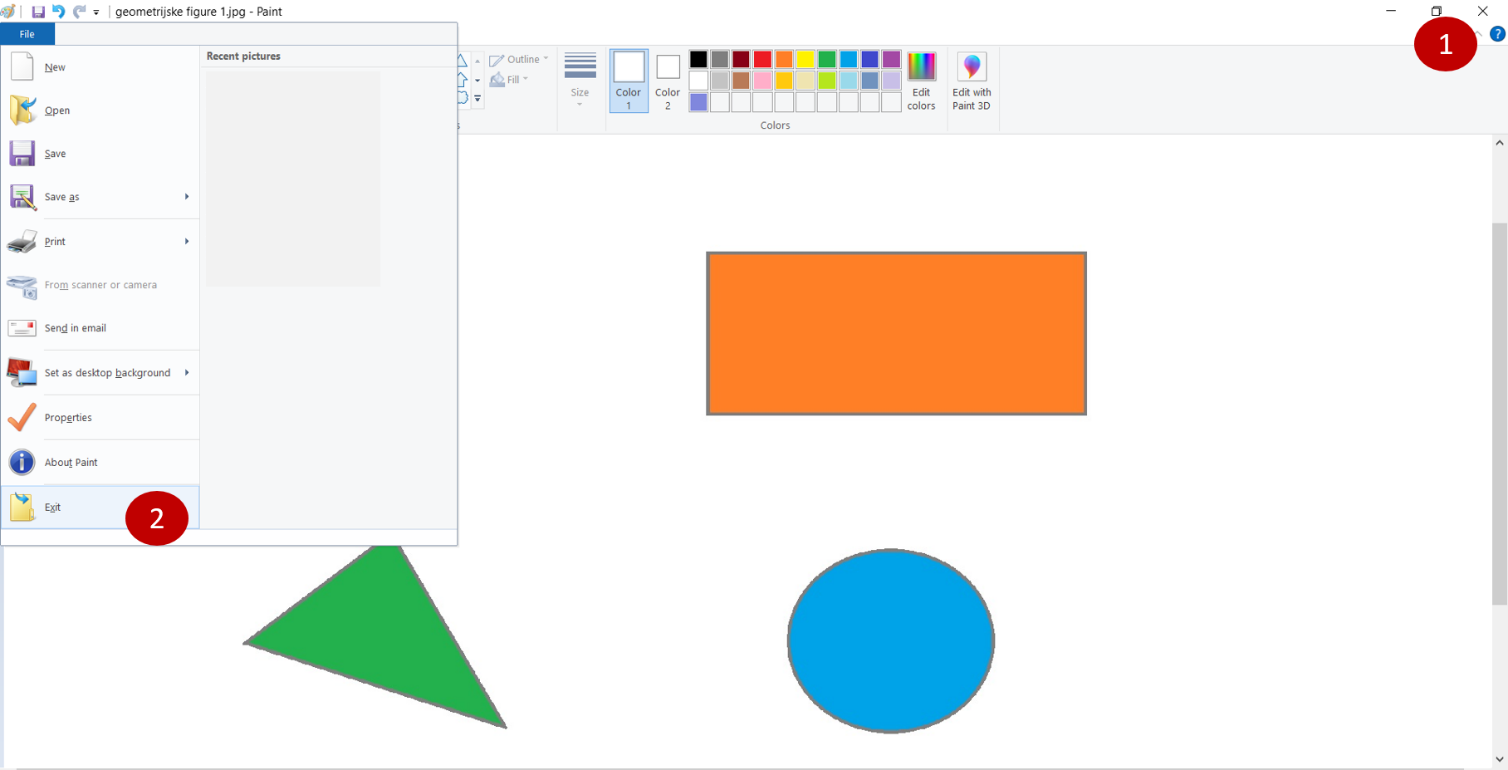 geometrijske figure 1.jpg - Paint
1
File
?
New
Open
Save
Save as
Print
From scanner or camera
Send in email
Set as desktop background
Properties
About Paint
Exit
2
Recent pictures
Outline
Fill
Size
Color
1
Color
2
Edit
colors
Edit with
Paint 3D
Colors